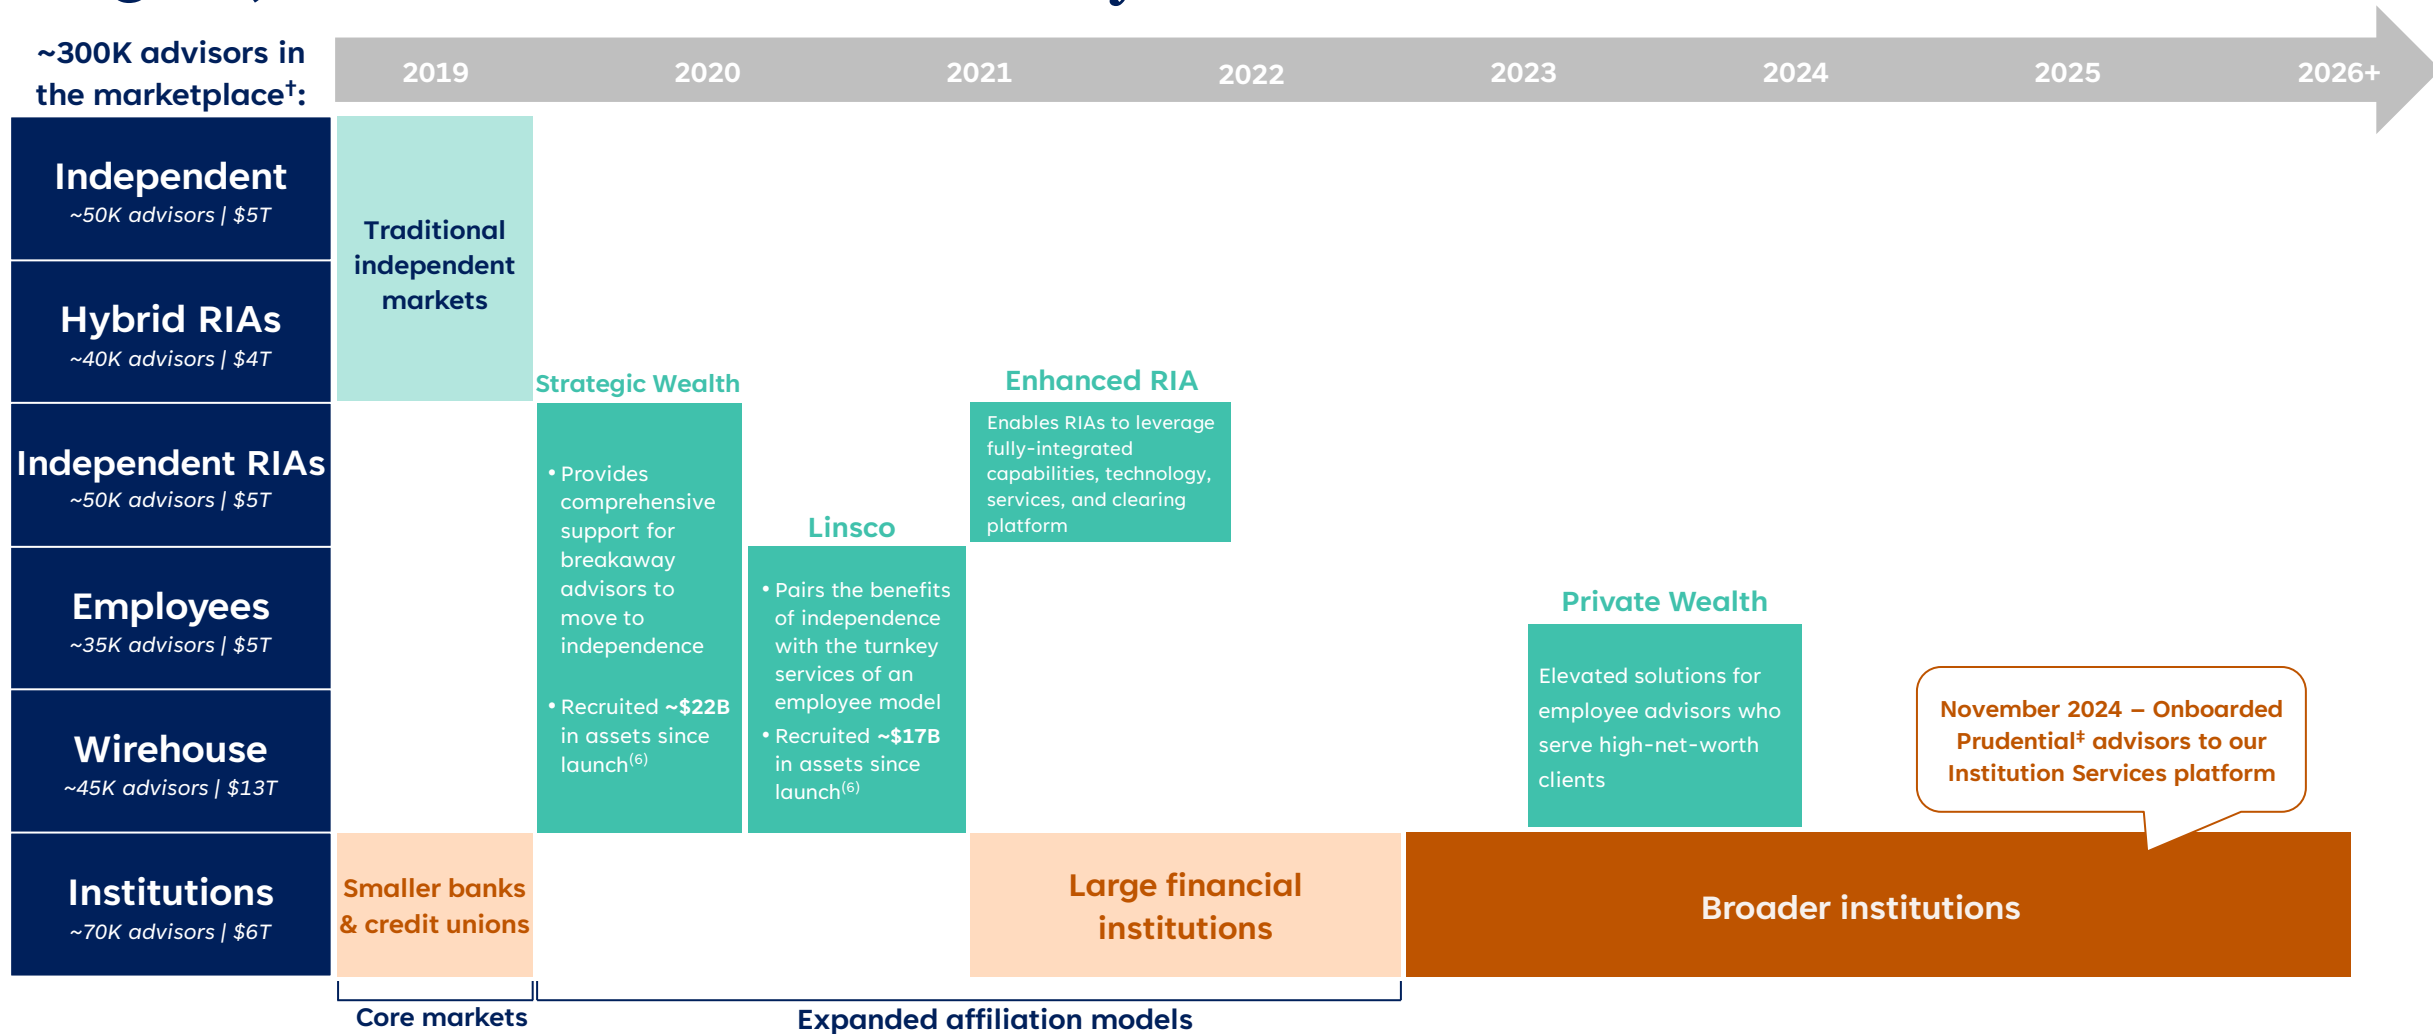 ~300K advisors in
the marketplace†:
2019
2020
2021
2022
2023
2024
2025
2026+
Independent
~50K advisors | $5T
Hybrid RIAs
~40K advisors | $4T
Independent RIAs
~50K advisors | $5T
Employees
~35K advisors | $5T
Wirehouse
~45K advisors | $13T
Institutions
~70K advisors | $6T
Traditional
independent
markets
Smaller banks
& credit unions
Strategic Wealth
• Provides
comprehensive
support for
breakaway
advisors to
move to
independence
• Recruited ~$22B
in assets since
launch(6)
Linsco
• Pairs the benefits
of independence
with the turnkey
services of an
employee model
• Recruited ~$17B
in assets since
launch(6)
Enhanced RIA
Enables RIAs to leverage
fully-integrated
capabilities, technology,
services, and clearing
platform
Large financial
institutions
Private Wealth
Elevated solutions for
employee advisors who
serve high-net-worth
clients
November 2024 – Onboarded
Prudential‡ advisors to our
Institution Services platform
Broader institutions
Core markets
Expanded affiliation models